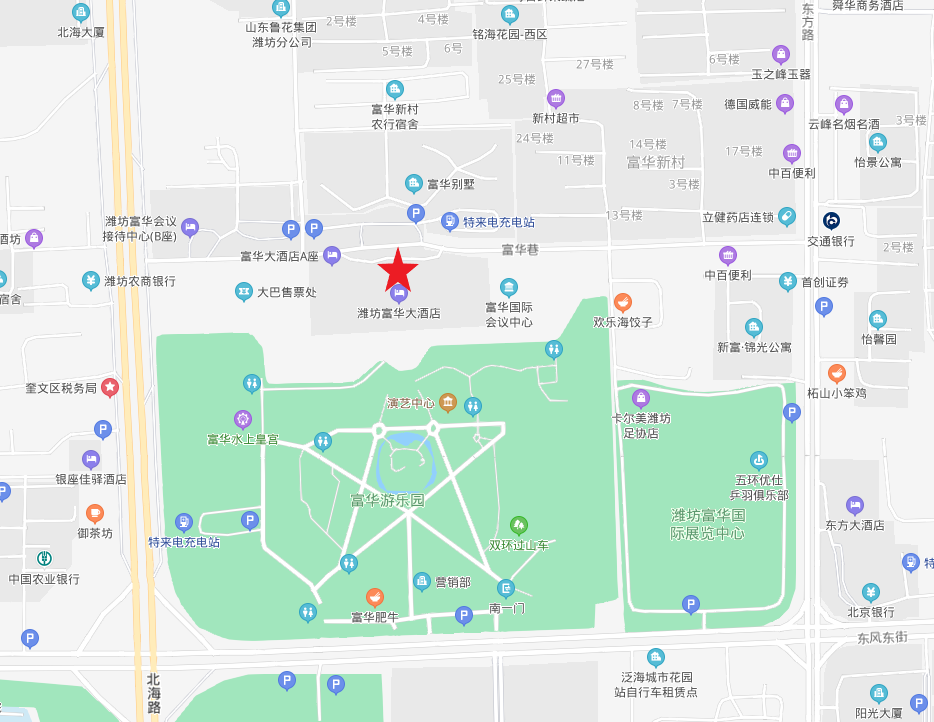 舜华商务酒店
东方路
北海大厦
山东鲁花集团
潍坊分公司
2号楼
4号楼
5号楼
6号
铭海花园-西区
27号楼
25号楼
6号楼
玉之峰玉器
富华新村
农行宿舍
新村超市
8号楼
7号楼
德国威能
云峰名烟名酒
3号楼
24号楼
14号楼
11号楼
富华新村
17号楼
怡景公寓
中百便利
3号楼
富华别墅
13号楼
立健药店连锁
潍坊富华会议
接待中心(B座)
P
P
P
特来电充电站
交通银行
酒坊
富华大酒店A座
富华巷
2号楼
中百便利
潍坊农商银行
宿舍
大巴售票处
潍坊富华大酒店
富华国际
会议中心
首创证券
P
欢乐海饺子
新富·锦光公寓
怡馨园
奎文区税务局
演艺中心
柘山小笨鸡
卡尔美潍坊
足协店
P
P
富华水上皇宫
银座佳驿酒店
P
富华游乐园
五环优仕
乒羽俱乐部
潍坊富华国
际展览中心
御茶坊
特来电充电站
P
双环过山车
东方大酒店
中国农业银行
特
营销部
南一门
富华肥牛
P
P
北京银行
P
东风东街
北海路
P
P
泛海城市花园
站自行车租赁点
阳光大厦
P